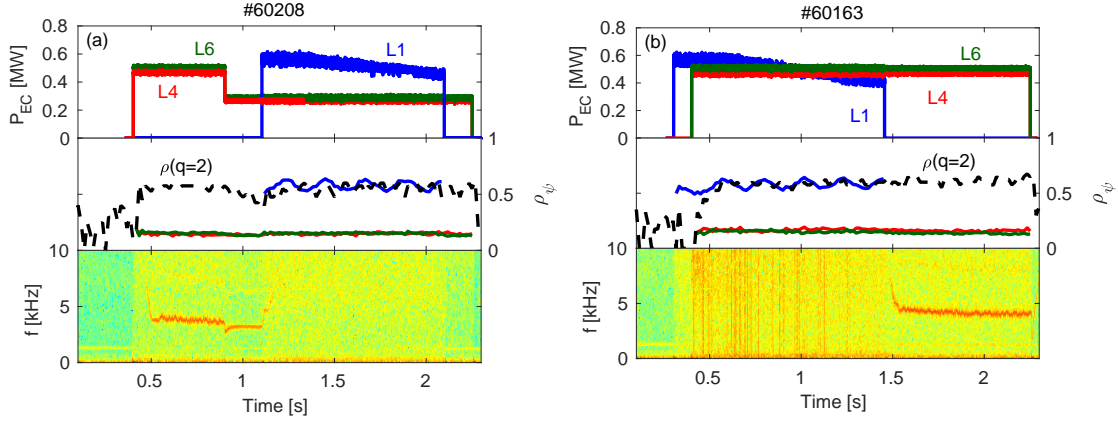 #60208
(a)
L6
L1
L4
P_EC [MW]
0.8
0.6
0.4
0.2
0
1
ρ(q=2)
0.5
0
ρ_ψ
10
5
0
f [kHz]
0.5
1
1.5
2
Time [s]
#60163
(b)
L6
L4
L1
P_EC [MW]
0.8
0.6
0.4
0.2
0
1
ρ(q=2)
0.5
0
ρ_ψ
10
5
0
f [kHz]
0.5
1
1.5
2
Time [s]